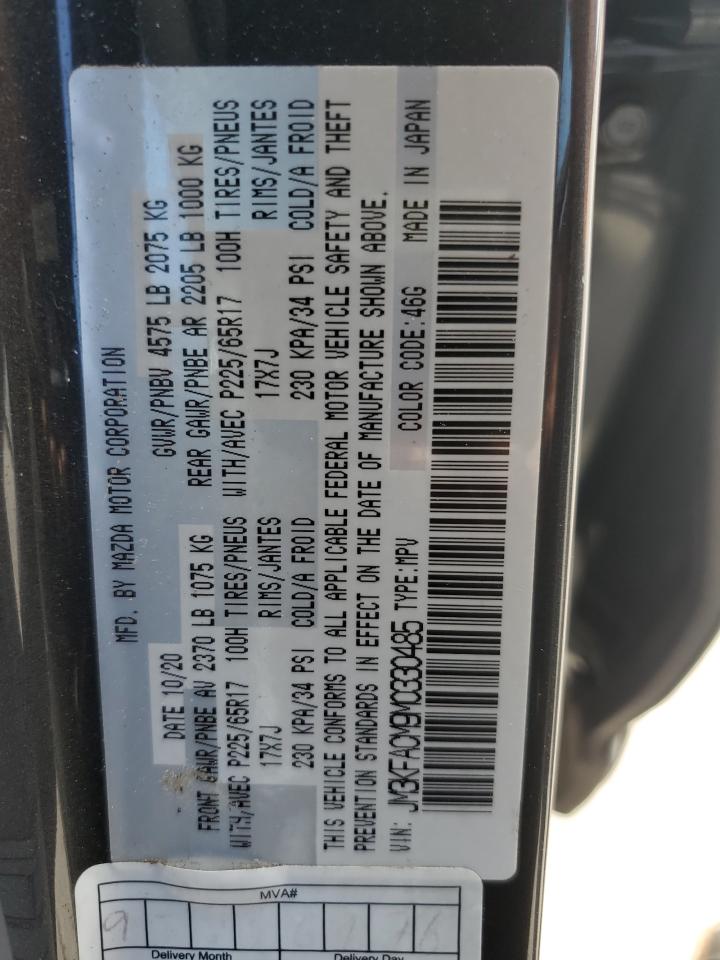 MFD. BY MAZDA MOTOR CORPORATION
DATE 10/20 GVWR/PNBV 4575 LB 2075 KG
FRONT GAWR/PNBE AV 2370 LB 1075 KG REAR GAWR/PNBE AR 2205 LB 1000 KG
WITH/AVEC P225/65R17 100H TIRES/PNEUS WITH/AVEC P225/65R17 100H TIRES/PNEUS
17X7J RIMS/JANTES 17X7J RIMS/JANTES
230 KPA/34 PSI COLD/A FROID 230 KPA/34 PSI COLD/A FROID
THIS VEHICLE CONFORMS TO ALL APPLICABLE FEDERAL MOTOR VEHICLE SAFETY AND THEFT
PREVENTION STANDARDS IN EFFECT ON THE DATE OF MANUFACTURE SHOWN ABOVE.
VIN: JM3KFACM9M0330485 TYPE:MPV COLOR CODE:46G MADE IN JAPAN
MVA#
Delivery Month Delivery Day